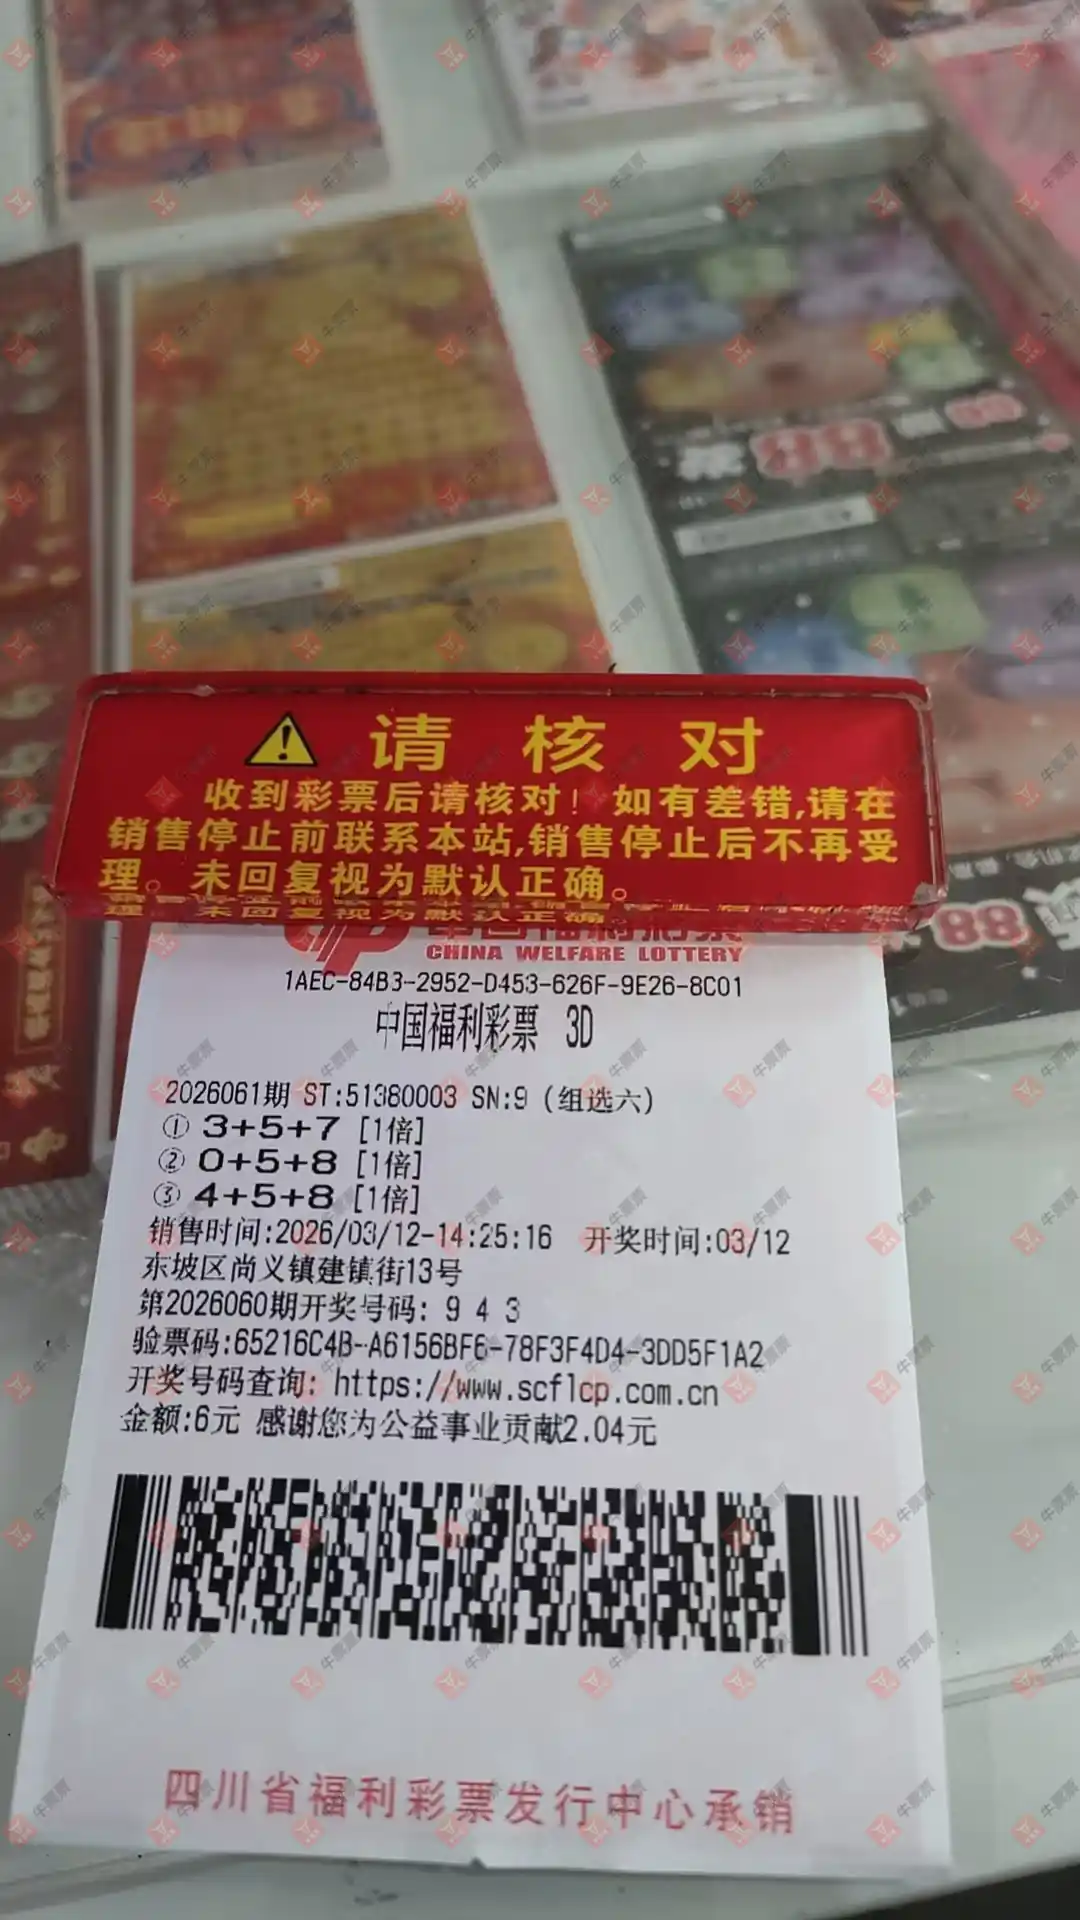 请核对
收到彩票后请核对！如有差错,请在
销售停止前联系本站,销售停止后不再受
理。未回复视为默认正确。
CHINA WELFARE LOTTERY
1AEC-84B3-2952-D453-626F-9E26-8C01
中国福利彩票 3D
2026061期 ST:51380003 SN:9 (组选六)
① 3+5+7 [1倍]
② 0+5+8 [1倍]
③ 4+5+8 [1倍]
销售时间:2026/03/12-14:25:16 开奖时间:03/12
东坡区尚义镇建镇街13号
第2026060期开奖号码: 9 4 3
验票码:65216C4B-A6156BF6-78F3F4D4-3DD5F1A2
开奖号码查询: https://www.scflcp.com.cn
金额:6元 感谢您为公益事业贡献2.04元
四川省福利彩票发行中心承销
牛票票